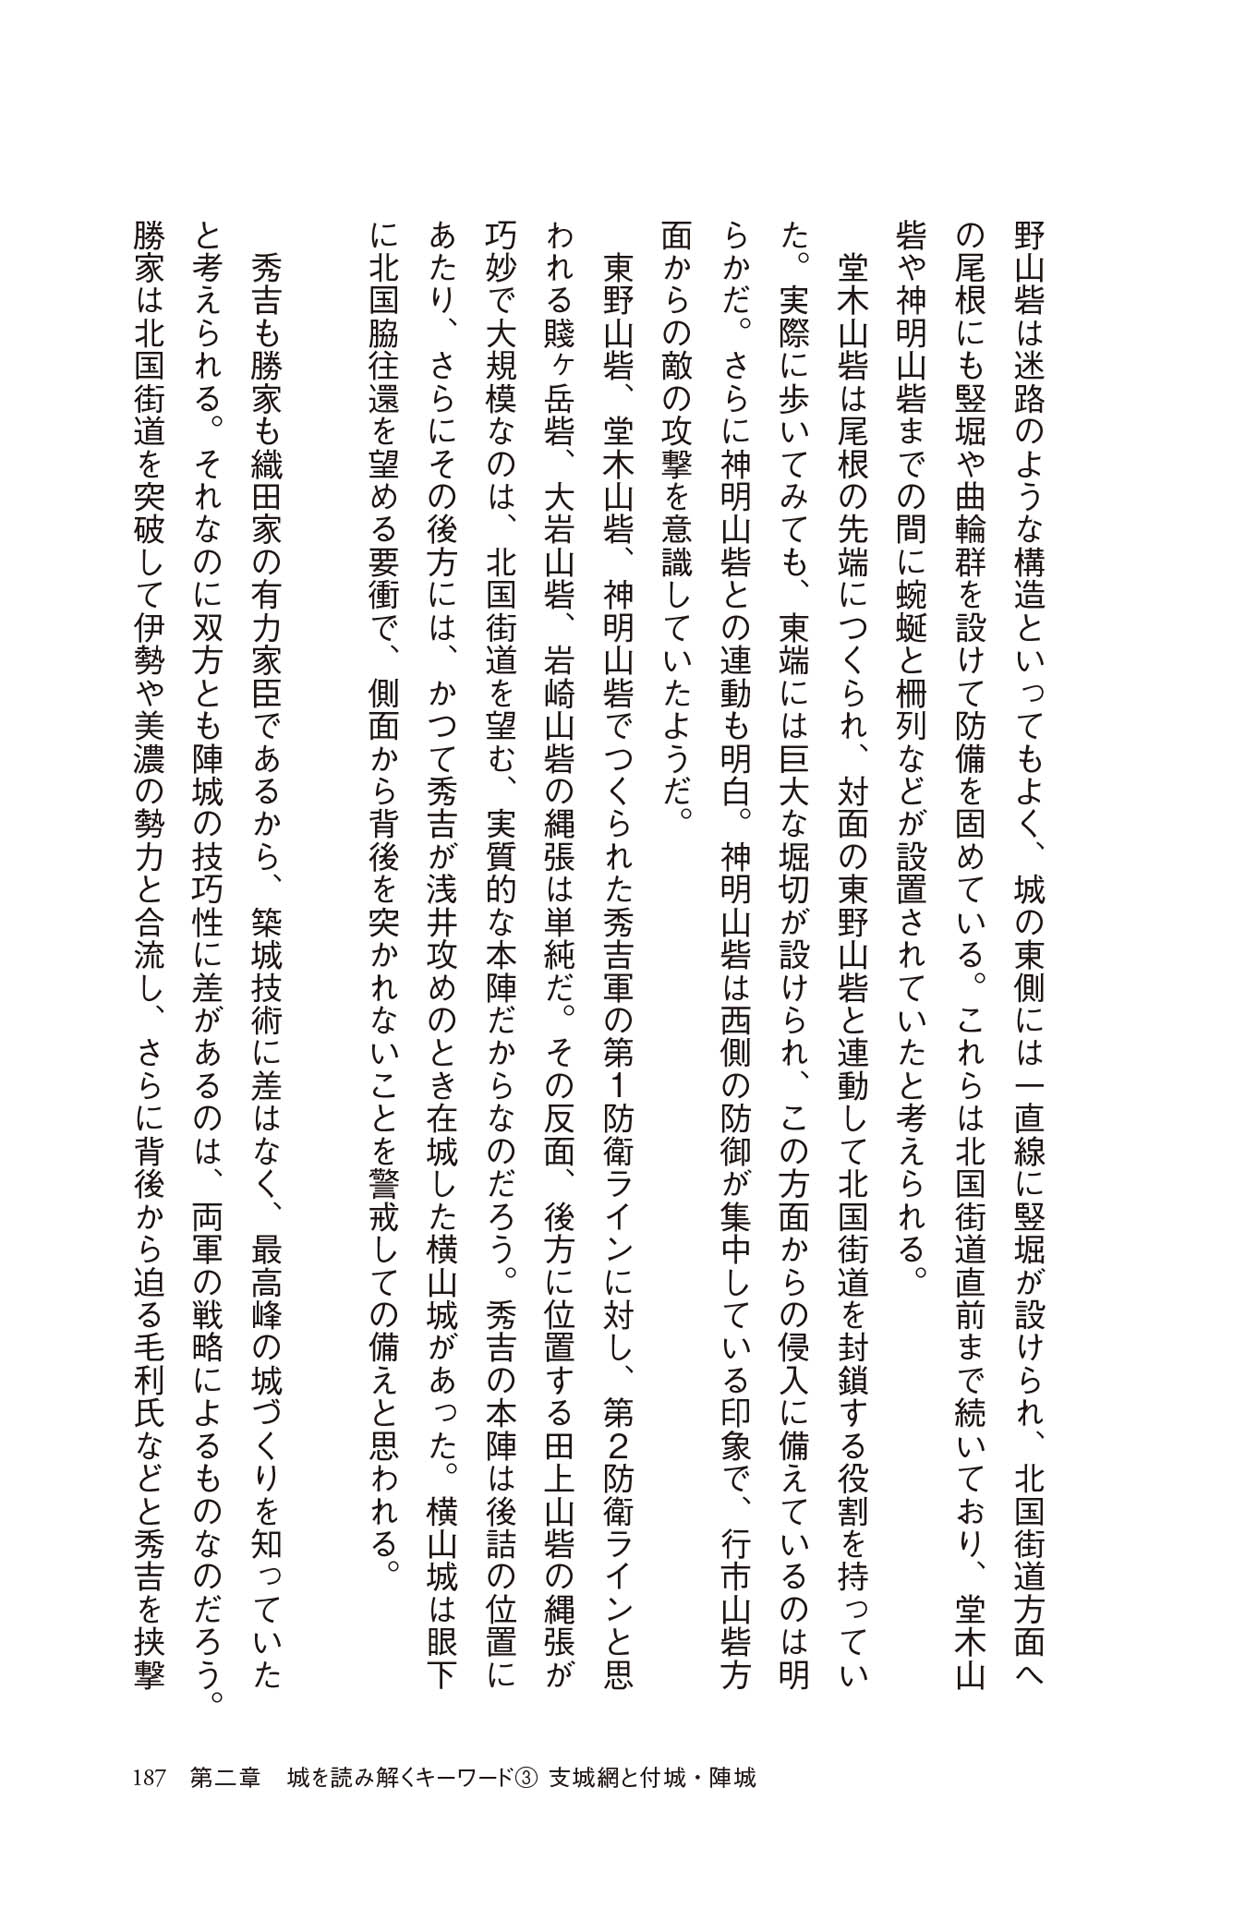 野山砦は迷路のような構造といってもよく、城の東側には一直線に竪堀が設けられ、北国街道方面へ
の尾根にも竪堀や曲輪群を設けて防備を固めている。これらは北国街道直前まで続いており、堂木山
砦や神明山砦までの間に蜿蜒と柵列などが設置されていたと考えられる。
堂木山砦は尾根の先端につくられ、対面の東野山砦と連動して北国街道を封鎖する役割を持ってい
た。実際に歩いてみても、東端には巨大な堀切が設けられ、この方面からの侵入に備えているのは明
らかだ。さらに神明山砦との連動も明白。神明山砦は西側の防御が集中している印象で、行市山砦方
面からの敵の攻撃を意識していたようだ。
東野山砦、堂木山砦、神明山砦でつくられた秀吉軍の第1防衛ラインに対し、第2防衛ラインと思
われる賤ヶ岳砦、大岩山砦、岩崎山砦の縄張は単純だ。その反面、後方に位置する田上山砦の縄張が
巧妙で大規模なのは、北国街道を望む、実質的な本陣だからなのだろう。秀吉の本陣は後詰の位置に
あたり、さらにその後方には、かつて秀吉が浅井攻めのとき在城した横山城があった。横山城は眼下
に北国脇往還を望める要衝で、側面から背後を突かれないことを警戒しての備えと思われる。
秀吉も勝家も織田家の有力家臣であるから、築城技術に差はなく、最高峰の城づくりを知っていた
と考えられる。それなのに双方とも陣城の技巧性に差があるのは、両軍の戦略によるものなのだろう。
勝家は北国街道を突破して伊勢や美濃の勢力と合流し、さらに背後から迫る毛利氏などと秀吉を挟撃
187 第二章 城を読み解くキーワード③ 支城網と付城・陣城